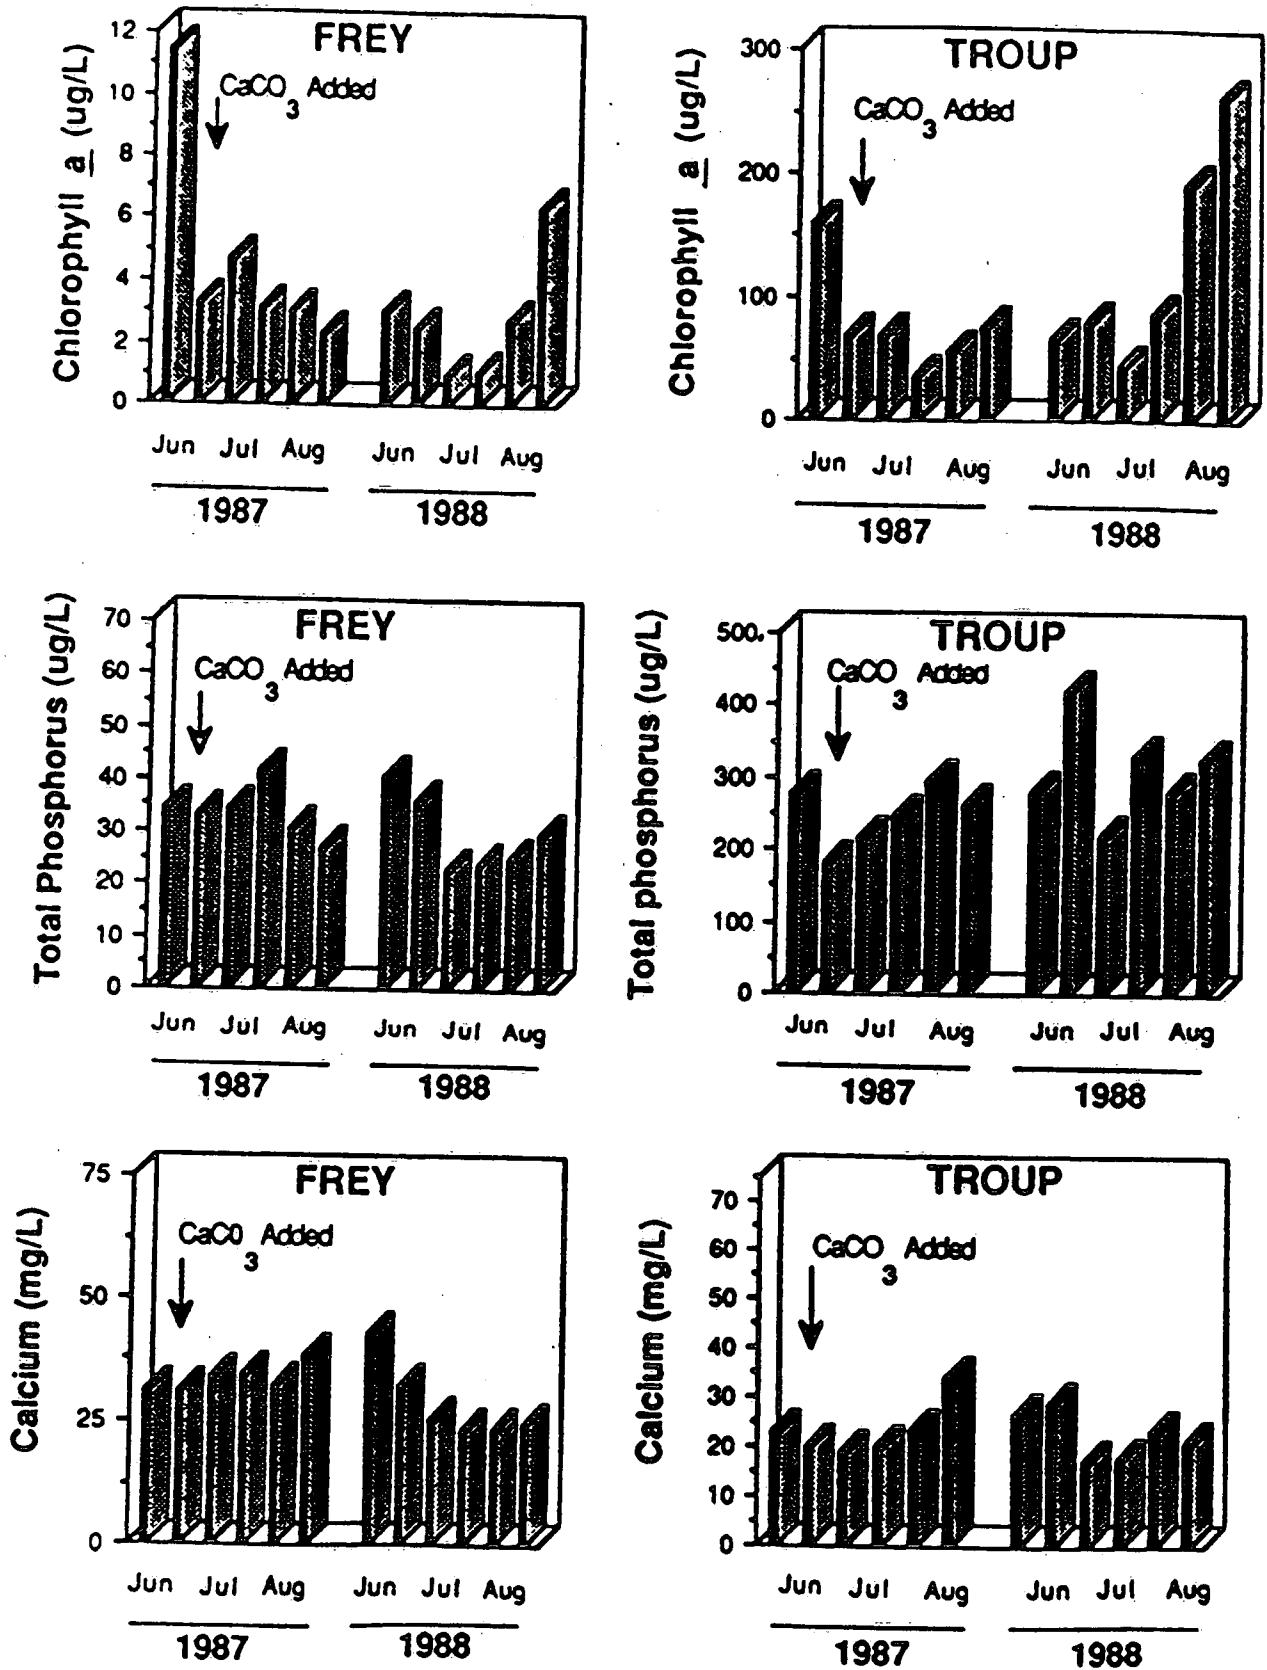 FREY
CaCO3 Added
Chlorophyll a (ug/L)
12
10
8
6
4
2
0
Jun Jul Aug Jun Jul Aug
1987 1988
TROUP
CaCO3 Added
Chlorophyll a (ug/L)
300
200
100
0
Jun Jul Aug Jun Jul Aug
1987 1988
FREY
CaCO3 Added
Total Phosphorus (ug/L)
70
60
50
40
30
20
10
0
Jun Jul Aug Jun Jul Aug
1987 1988
TROUP
CaCO3 Added
Total phosphorus (ug/L)
500
400
300
200
100
0
Jun Jul Aug Jun Jul Aug
1987 1988
FREY
CaC03 Added
Calcium (mg/L)
75
50
25
0
Jun Jul Aug Jun Jul Aug
1987 1988
TROUP
CaCO3 Added
Calcium (mg/L)
70
60
50
40
30
20
10
0
Jun Jul Aug Jun Jul Aug
1987 1988